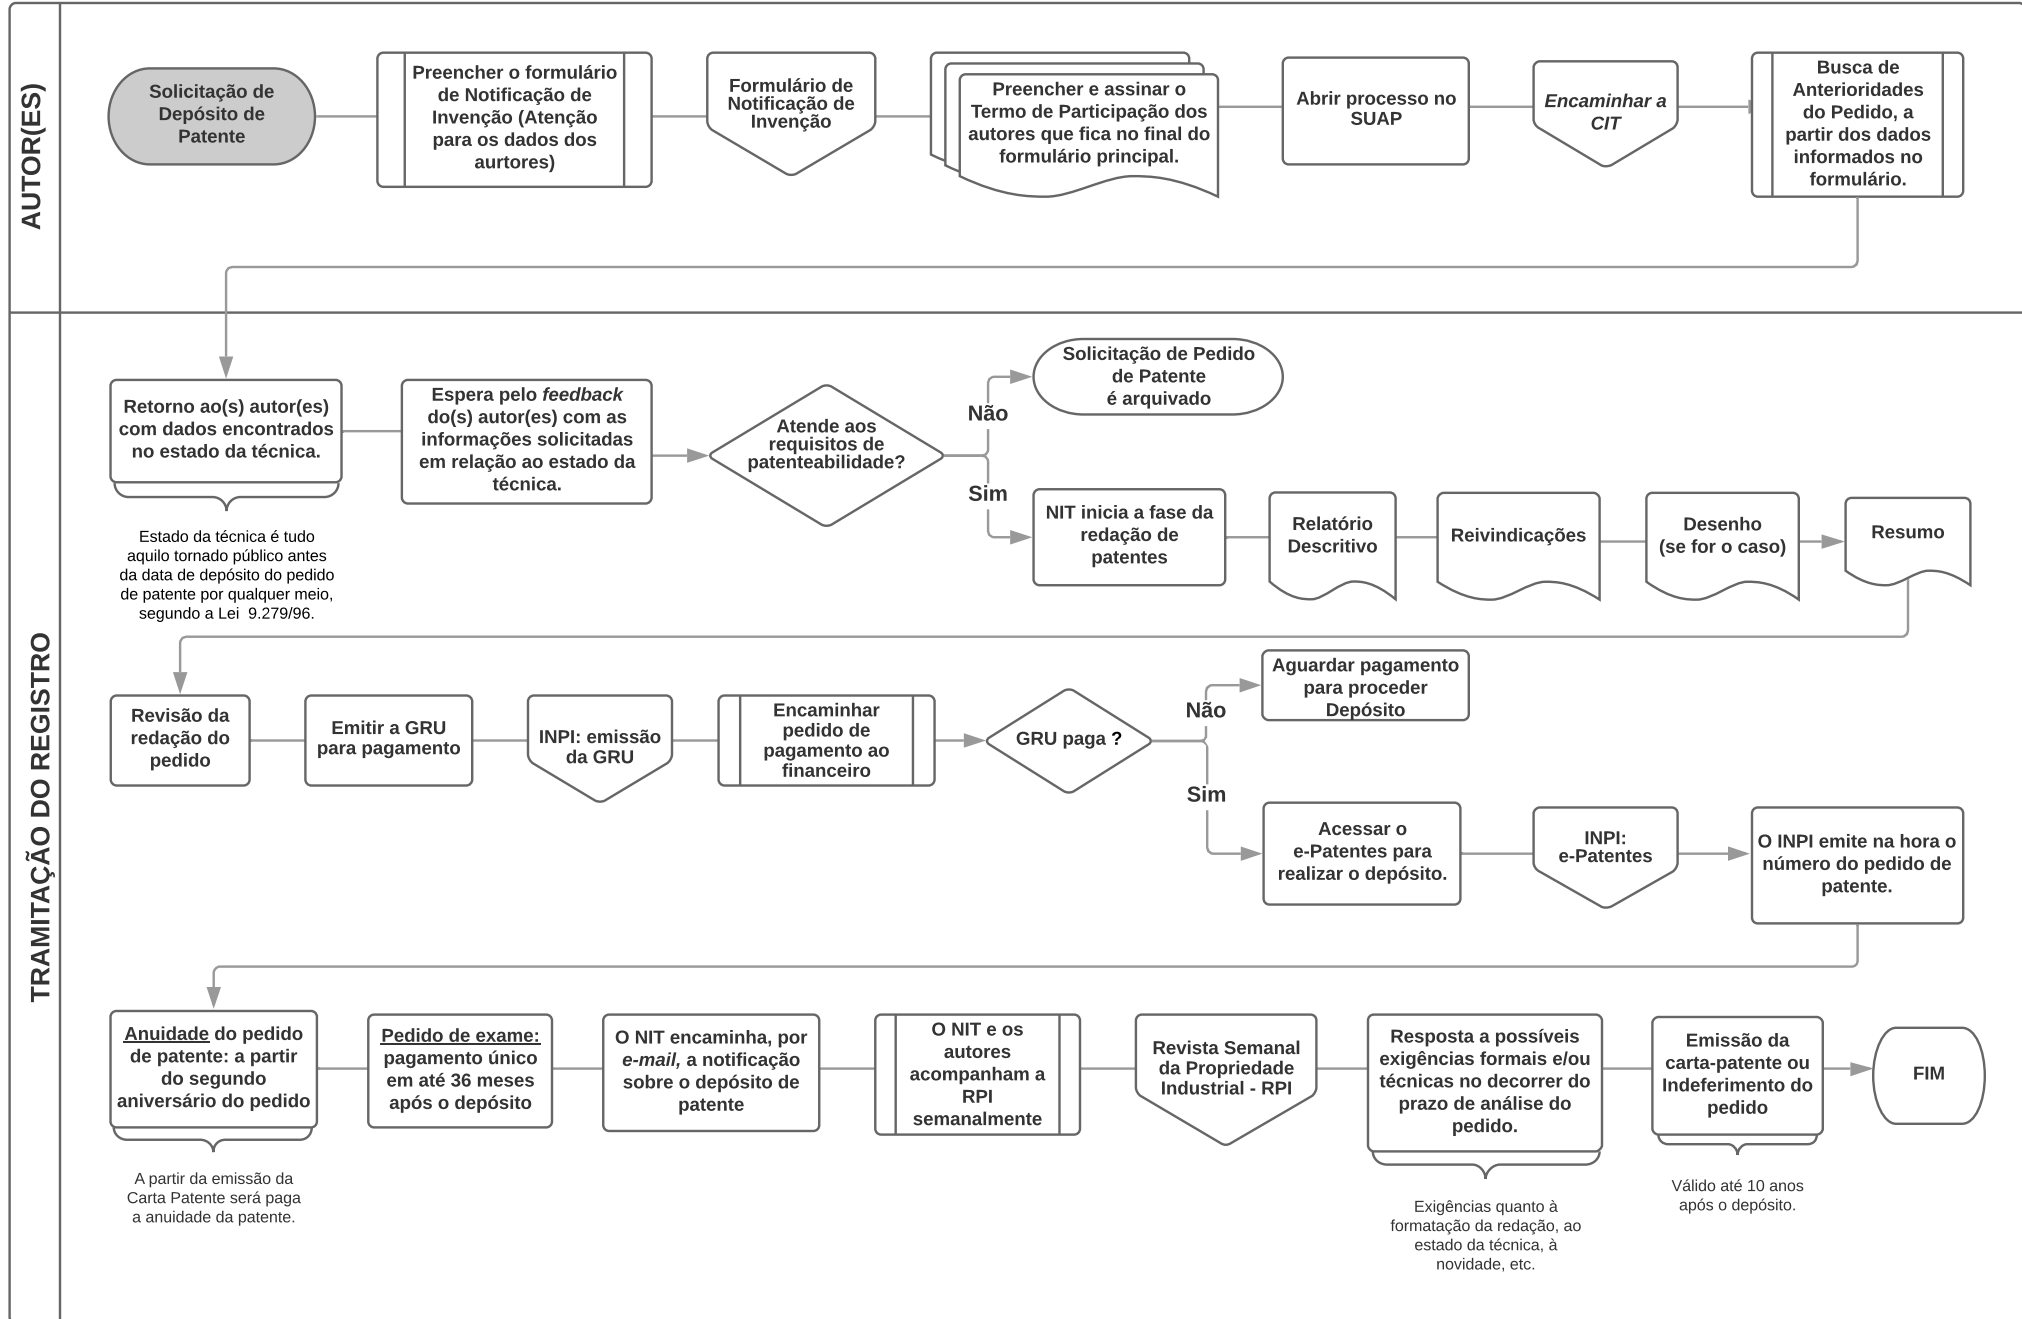 AUTOR(ES)
Solicitação de
Depósito de
Patente
Preencher o formulário
de Notificação de
Invenção (Atenção
para os dados dos
aurtores)
Formulário de
Notificação de
Invenção
Preencher e assinar o
Termo de Participação dos
autores que fica no final do
formulário principal.
Abrir processo no
SUAP
Encaminhar a
CIT
Busca de
Anterioridades
do Pedido, a
partir dos dados
informados no
formulário.
TRAMITAÇÃO DO REGISTRO
Retorno ao(s) autor(es)
com dados encontrados
no estado da técnica.
Estado da técnica é tudo
aquilo tornado público antes
da data de depósito do pedido
de patente por qualquer meio,
segundo a Lei  9.279/96.
Espera pelo feedback
do(s) autor(es) com as
informações solicitadas
em relação ao estado da
técnica.
Atende aos
requisitos de
patenteabilidade?
Não
Solicitação de Pedido
de Patente
é arquivado
Sim
NIT inicia a fase da
redação de
patentes
Relatório
Descritivo
Reivindicações
Desenho
(se for o caso)
Resumo
Revisão da
redação do
pedido
Emitir a GRU
para pagamento
INPI: emissão
da GRU
Encaminhar
pedido de
pagamento ao
financeiro
GRU paga ?
Não
Aguardar pagamento
para proceder
Depósito
Sim
Acessar o
e-Patentes para
realizar o depósito.
INPI:
e-Patentes
O INPI emite na hora o
número do pedido de
patente.
Anuidade do pedido
de patente: a partir
do segundo
aniversário do pedido
A partir da emissão da
Carta Patente será paga
a anuidade da patente.
Pedido de exame:
pagamento único
em até 36 meses
após o depósito
O NIT encaminha, por
e-mail, a notificação
sobre o depósito de
patente
O NIT e os
autores
acompanham a
RPI
semanalmente
Revista Semanal
da Propriedade
Industrial - RPI
Resposta a possíveis
exigências formais e/ou
técnicas no decorrer do
prazo de análise do
pedido.
Exigências quanto à
formatação da redação, ao
estado da técnica, à
novidade, etc.
Emissão da
carta-patente ou
Indeferimento do
pedido
Válido até 10 anos
após o depósito.
FIM